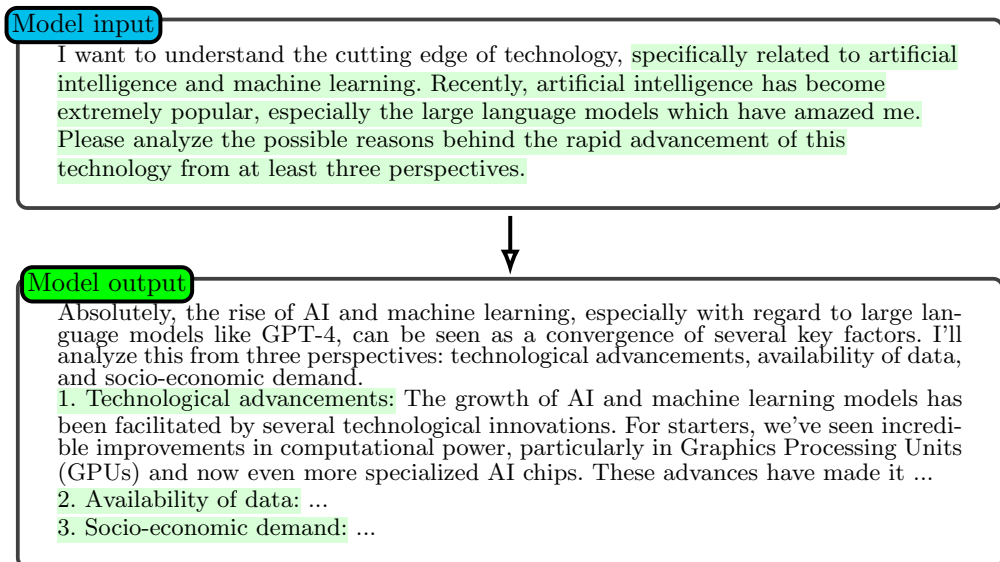 Model input
I want to understand the cutting edge of technology, specifically related to artificial
intelligence and machine learning. Recently, artificial intelligence has become
extremely popular, especially the large language models which have amazed me.
Please analyze the possible reasons behind the rapid advancement of this
technology from at least three perspectives.
Model output
Absolutely, the rise of AI and machine learning, especially with regard to large lan-
guage models like GPT-4, can be seen as a convergence of several key factors. I'll
analyze this from three perspectives: technological advancements, availability of data,
and socio-economic demand.
1. Technological advancements: The growth of AI and machine learning models has
been facilitated by several technological innovations. For starters, we've seen incredi-
ble improvements in computational power, particularly in Graphics Processing Units
(GPUs) and now even more specialized AI chips. These advances have made it ...
2. Availability of data: ...
3. Socio-economic demand: ...